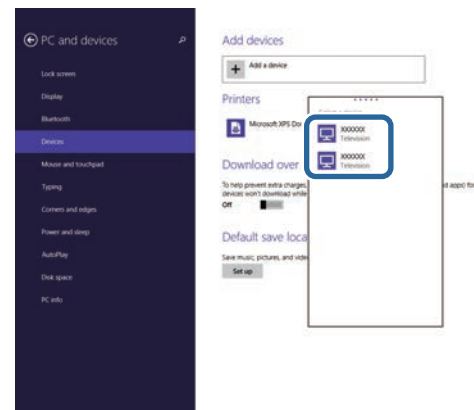 PC and devices
Lock screen
Display
Bluetooth
Devices
Mouse and touchpad
Typing
Corners and edges
Power and sleep
AutoPlay
Disk space
PC info
Add devices
Add a device
Printers
Microsoft XPS Do
XXXXXX
Television
XXXXXX
Television
Download over
To help prevent extra charges,
d apps) for
devices won't download while
Off
Default save loca
Save music, pictures, and vide
Set up